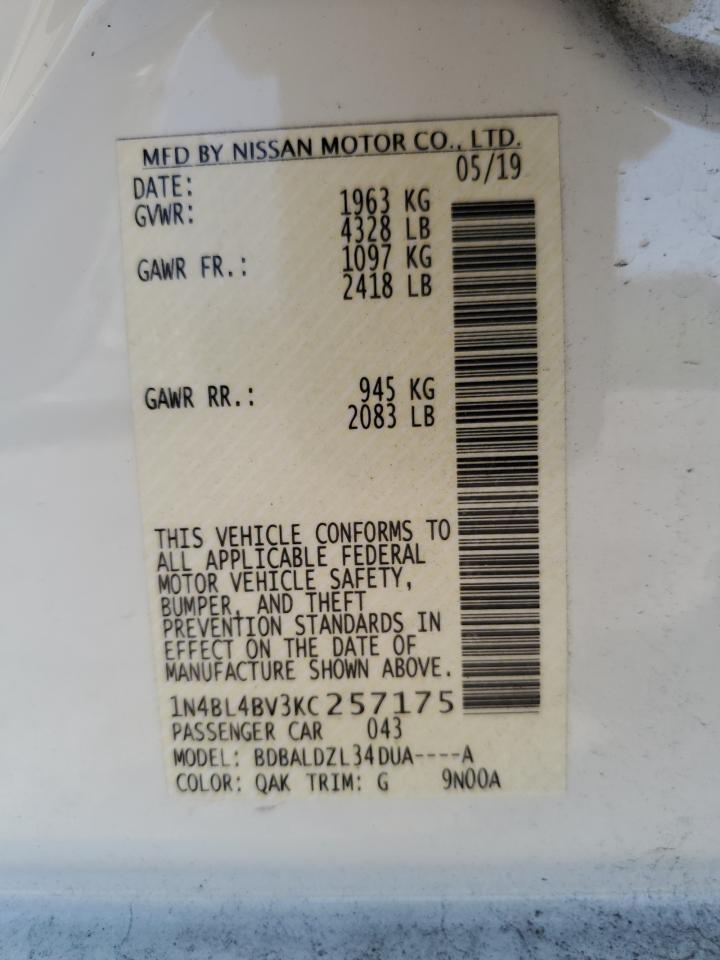 MFD BY NISSAN MOTOR CO., LTD.
DATE: 05/19
GVWR: 1963 KG
4328 LB
GAWR FR.: 1097 KG
2418 LB
GAWR RR.: 945 KG
2083 LB
THIS VEHICLE CONFORMS TO
ALL APPLICABLE FEDERAL
MOTOR VEHICLE SAFETY,
BUMPER, AND THEFT
PREVENTION STANDARDS IN
EFFECT ON THE DATE OF
MANUFACTURE SHOWN ABOVE.
1N4BL4BV3KC257175
PASSENGER CAR 043
MODEL: BDBALDZL34DUA----A
COLOR: QAK TRIM: G 9N00A